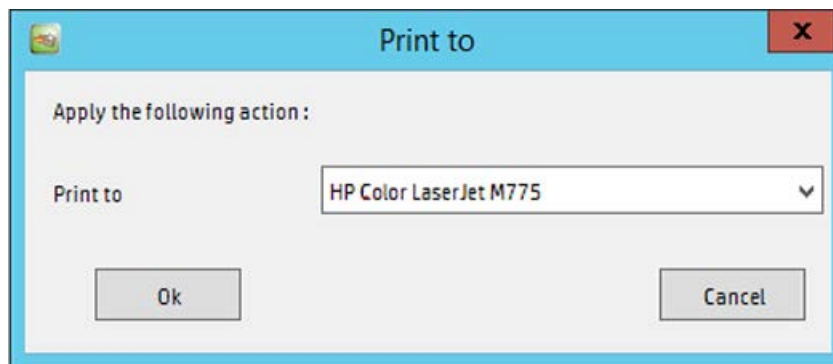 Print to
x
Apply the following action :
Print to
HP Color LaserJet M775
Ok
Cancel